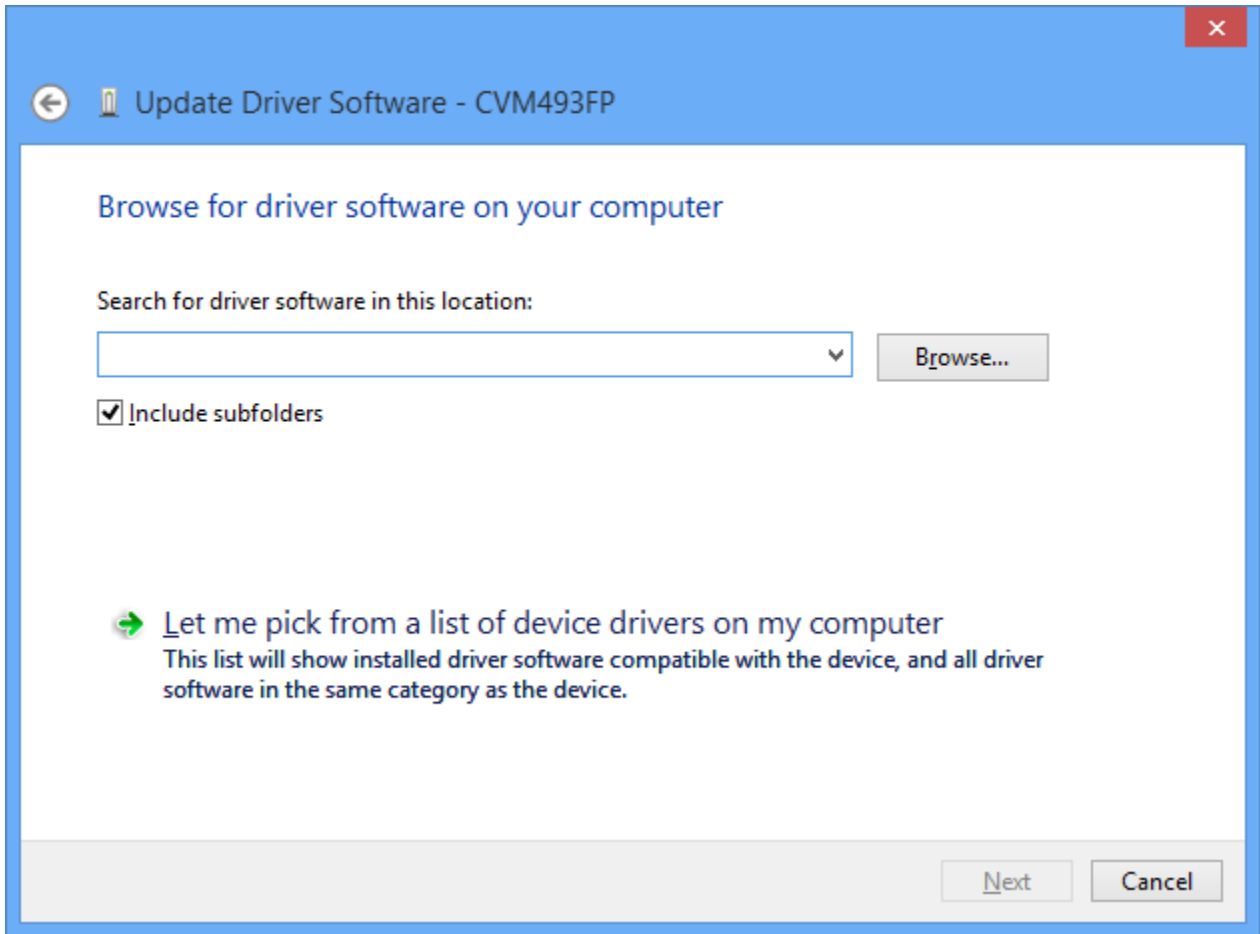 Update Driver Software - CVM493FP
Browse for driver software on your computer
Search for driver software in this location:
Browse...
Include subfolders
Let me pick from a list of device drivers on my computer
This list will show installed driver software compatible with the device, and all driver
software in the same category as the device.
Next
Cancel